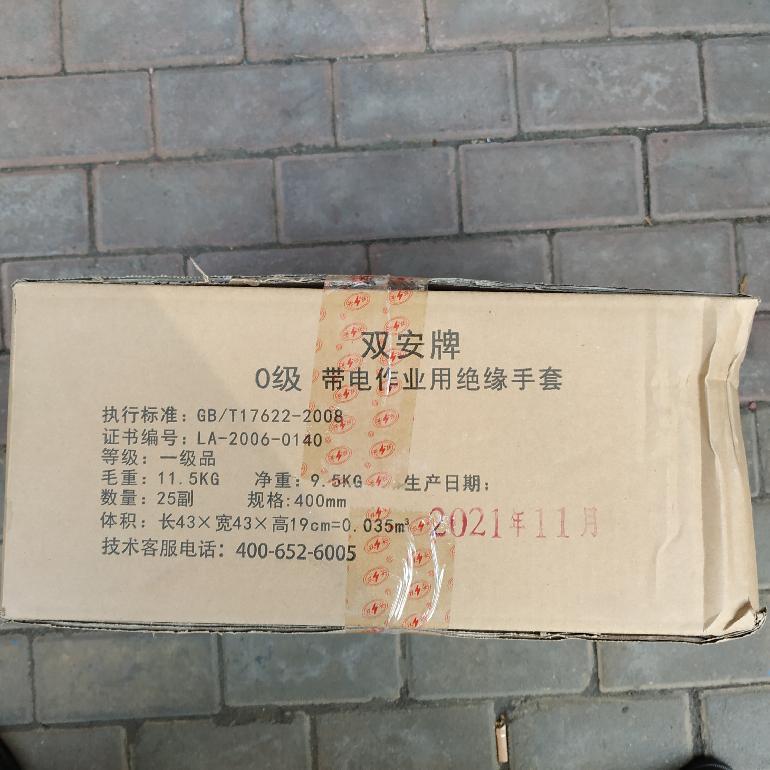 双安牌
0级 带电作业用绝缘手套
执行标准：GB/T17622-2008
证书编号：LA-2006-0140
等级：一级品
毛重：11.5KG 净重：9.5KG 生产日期：
数量：25副 规格:400mm
体积：长43×宽43×高19cm=0.035m³ 2021年11月
技术客服电话：400-652-6005